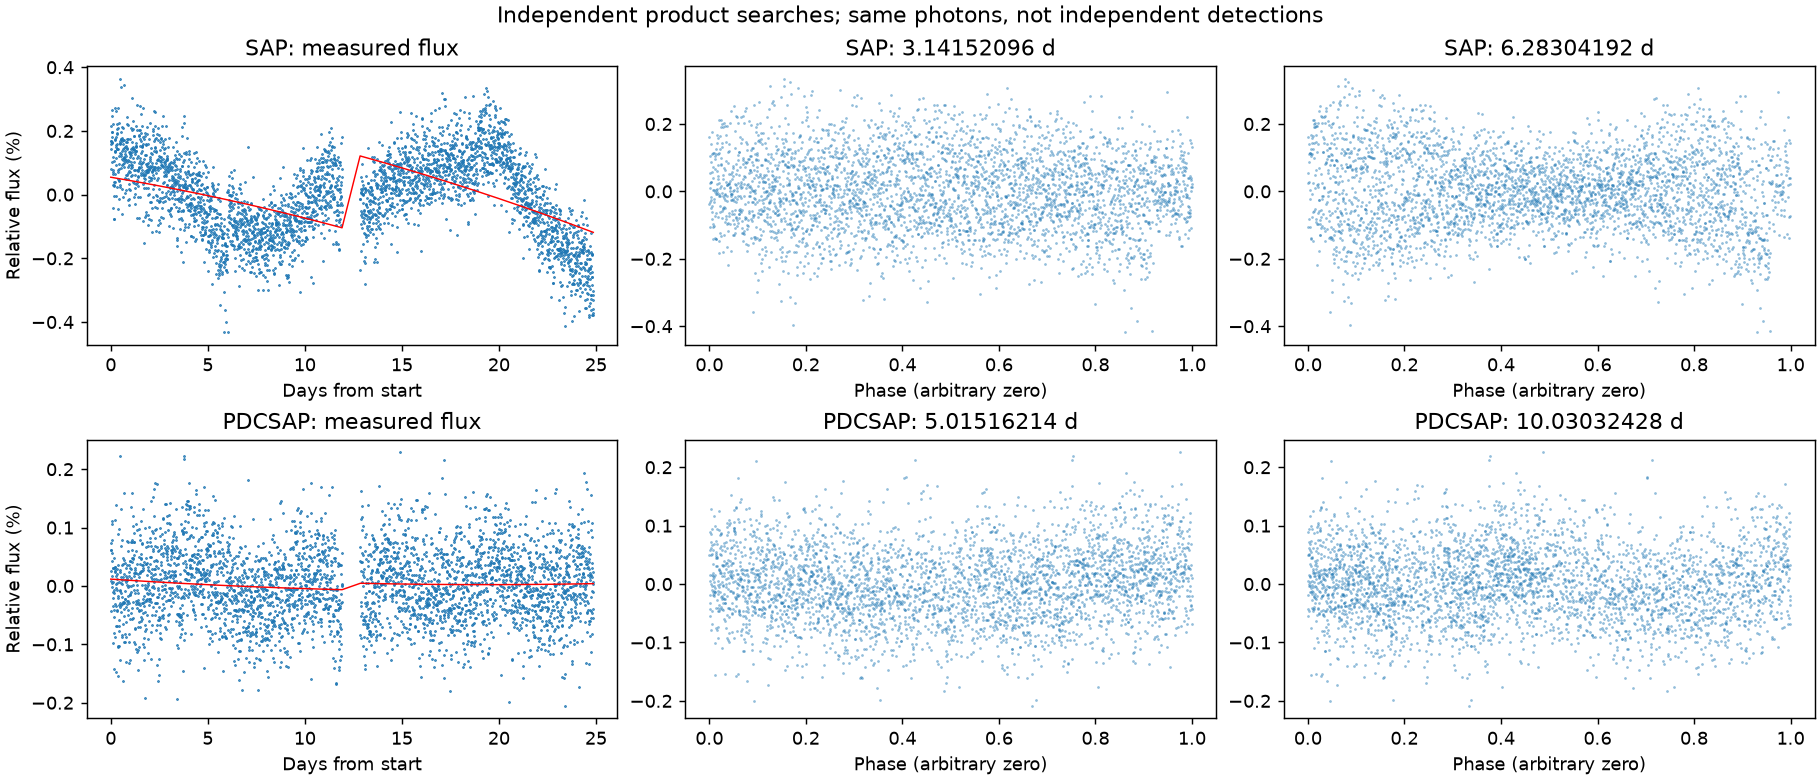 Independent product searches; same photons, not independent detections
SAP: measured flux
SAP: 3.14152096 d
SAP: 6.28304192 d
Relative flux (%)
0.4
0.2
0.0
−0.2
−0.4
0.2
0.0
−0.2
−0.4
0.2
0.0
−0.2
−0.4
0 5 10 15 20 25
0.0 0.2 0.4 0.6 0.8 1.0
0.0 0.2 0.4 0.6 0.8 1.0
Days from start
Phase (arbitrary zero)
Phase (arbitrary zero)
PDCSAP: measured flux
PDCSAP: 5.01516214 d
PDCSAP: 10.03032428 d
Relative flux (%)
0.2
0.1
0.0
−0.1
−0.2
0.2
0.1
0.0
−0.1
−0.2
0.2
0.1
0.0
−0.1
−0.2
0 5 10 15 20 25
0.0 0.2 0.4 0.6 0.8 1.0
0.0 0.2 0.4 0.6 0.8 1.0
Days from start
Phase (arbitrary zero)
Phase (arbitrary zero)